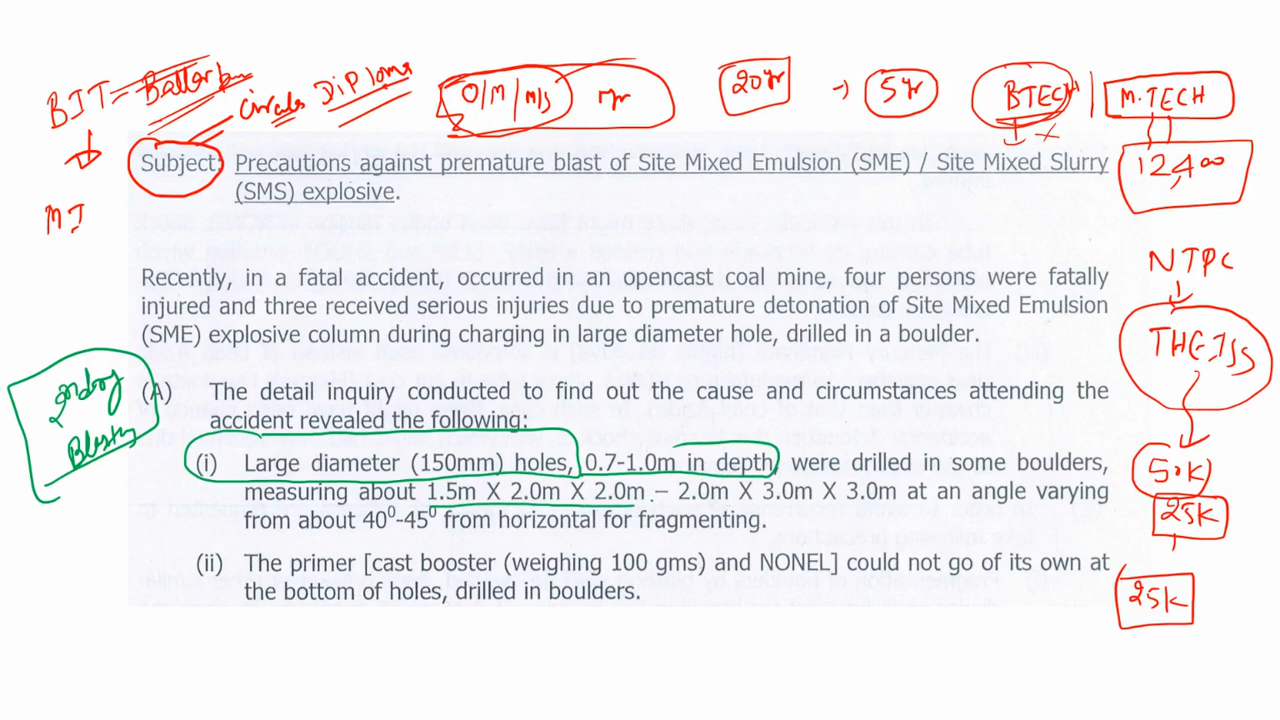 BIT =
Diploma
O/M/M/S
20 yr → 5 yr
BTECH | M.TECH
12,400
Subject: Precautions against premature blast of Site Mixed Emulsion (SME) / Site Mixed Slurry
(SMS) explosive.
NTPC
Recently, in a fatal accident, occurred in an opencast coal mine, four persons were fatally
injured and three received serious injuries due to premature detonation of Site Mixed Emulsion
(SME) explosive column during charging in large diameter hole, drilled in a boulder.
2ndary
Blasting
(A) The detail inquiry conducted to find out the cause and circumstances attending the
accident revealed the following:
(i) Large diameter (150mm) holes, 0.7-1.0m in depth, were drilled in some boulders,
measuring about 1.5m X 2.0m X 2.0m – 2.0m X 3.0m X 3.0m at an angle varying
from about 40⁰-45⁰ from horizontal for fragmenting.
50K
25K
(ii) The primer [cast booster (weighing 100 gms) and NONEL] could not go of its own at
the bottom of holes, drilled in boulders.
25K